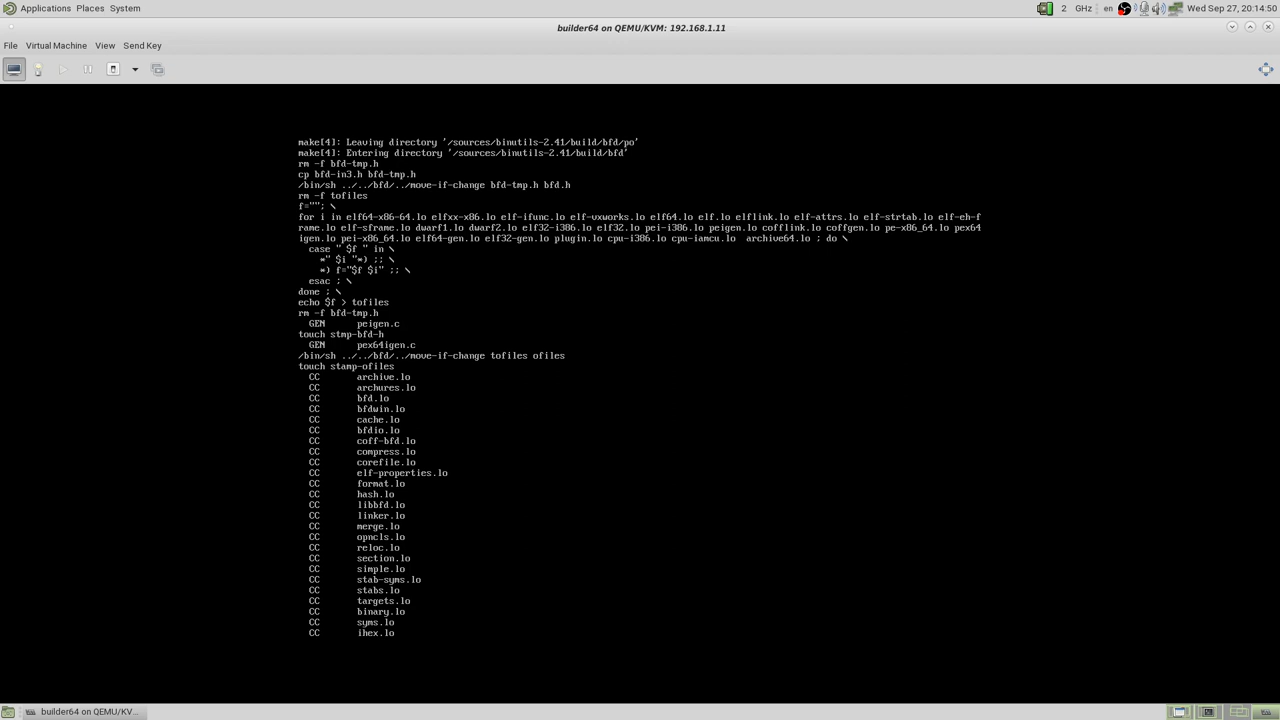 Applications Places System
2 GHz en Wed Sep 27, 20:14:50
builder64 on QEMU/KVM: 192.168.1.11
File Virtual Machine View Send Key
make[4]: Leaving directory '/sources/binutils-2.41/build/bfd/po'
make[4]: Entering directory '/sources/binutils-2.41/build/bfd'
rm -f bfd-tmp.h
cp bfd-in3.h bfd-tmp.h
/bin/sh ../../bfd/../move-if-change bfd-tmp.h bfd.h
rm -f tofiles
f=""; \
for i in elf64-x86-64.lo elfxx-x86.lo elf-ifunc.lo elf-vxworks.lo elf64.lo elf.lo elflink.lo elf-attrs.lo elf-strtab.lo elf-eh-f
rame.lo elf-sframe.lo dwarf1.lo dwarf2.lo elf32-i386.lo elf32.lo pei-i386.lo peigen.lo cofflink.lo coffgen.lo pe-x86_64.lo pex64
igen.lo pei-x86_64.lo elf64-gen.lo elf32-gen.lo plugin.lo cpu-i386.lo cpu-iamcu.lo  archive64.lo ; do \
  case " $f " in \
    *" $i "*) ;; \
    *) f="$f $i" ;; \
  esac ; \
done ; \
echo $f > tofiles
rm -f bfd-tmp.h
  GEN      peigen.c
touch stmp-bfd-h
  GEN      pex64igen.c
/bin/sh ../../bfd/../move-if-change tofiles ofiles
touch stamp-ofiles
  CC       archive.lo
  CC       archures.lo
  CC       bfd.lo
  CC       bfdwin.lo
  CC       cache.lo
  CC       bfdio.lo
  CC       coff-bfd.lo
  CC       compress.lo
  CC       corefile.lo
  CC       elf-properties.lo
  CC       format.lo
  CC       hash.lo
  CC       libbfd.lo
  CC       linker.lo
  CC       merge.lo
  CC       opncls.lo
  CC       reloc.lo
  CC       section.lo
  CC       simple.lo
  CC       stab-syms.lo
  CC       stabs.lo
  CC       targets.lo
  CC       binary.lo
  CC       syms.lo
  CC       ihex.lo
builder64 on QEMU/KV...